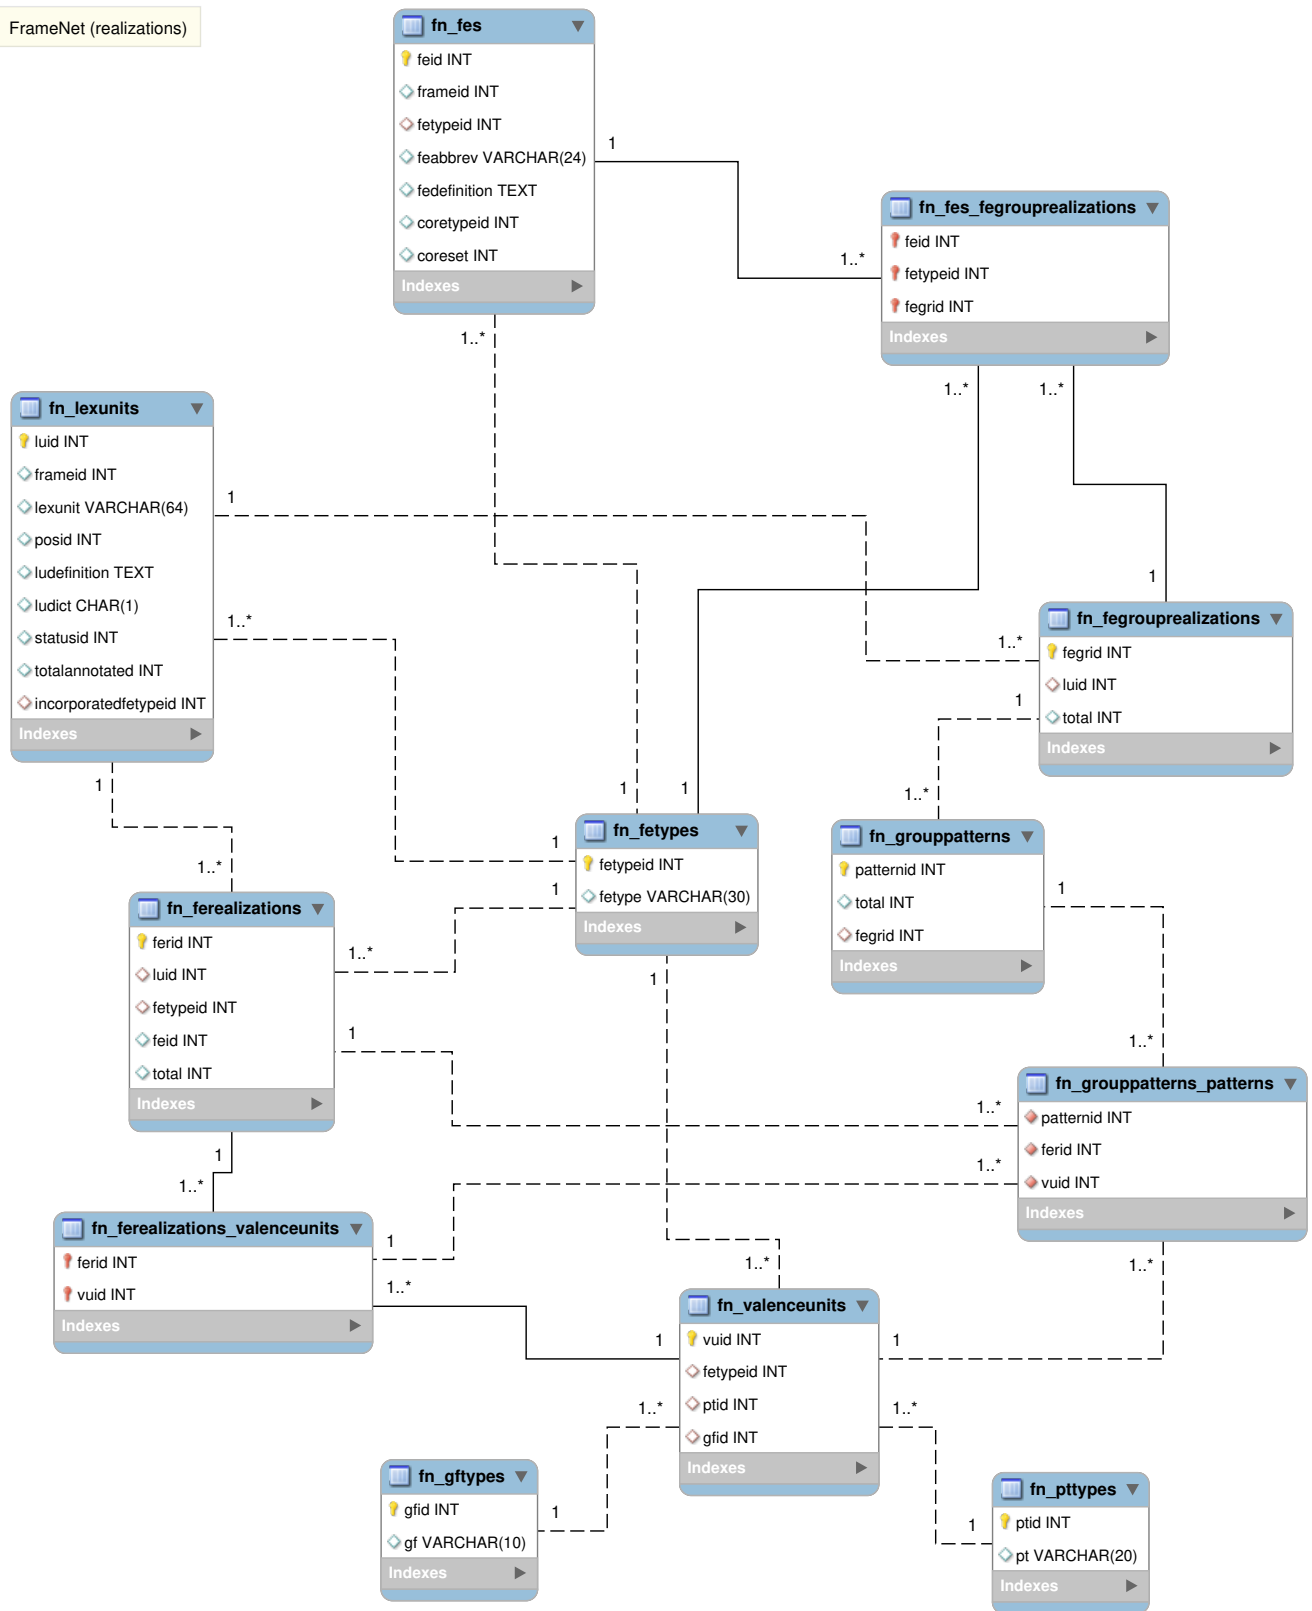 FrameNet (realizations)
fn_fes
feid INT
frameid INT
fetypeid INT
feabbrev VARCHAR(24)
fedefinition TEXT
coretypeid INT
coreset INT
Indexes
1
1..*
1..*
fn_fes_fegrouprealizations
feid INT
fetypeid INT
fegrid INT
Indexes
1..*
1..*
fn_lexunits
luid INT
frameid INT
lexunit VARCHAR(64)
posid INT
ludefinition TEXT
ludict CHAR(1)
statusid INT
totalannotated INT
incorporatedfetypeid INT
Indexes
1
1..*
1
1
1..*
fn_fegrouprealizations
fegrid INT
luid INT
total INT
Indexes
1
1..*
1
1
fn_fetypes
fetypeid INT
fetype VARCHAR(30)
Indexes
1
1
1
fn_grouppatterns
patternid INT
total INT
fegrid INT
Indexes
1
1..*
1..*
fn_ferealizations
ferid INT
luid INT
fetypeid INT
feid INT
total INT
Indexes
1..*
1
1
fn_grouppatterns_patterns
patternid INT
ferid INT
vuid INT
Indexes
1..*
1..*
1..*
1..*
fn_ferealizations_valenceunits
ferid INT
vuid INT
Indexes
1
1..*
1..*
fn_valenceunits
vuid INT
fetypeid INT
ptid INT
gfid INT
Indexes
1
1
1..*
1..*
fn_gftypes
gfid INT
gf VARCHAR(10)
Indexes
1
fn_pttypes
ptid INT
pt VARCHAR(20)
Indexes
1